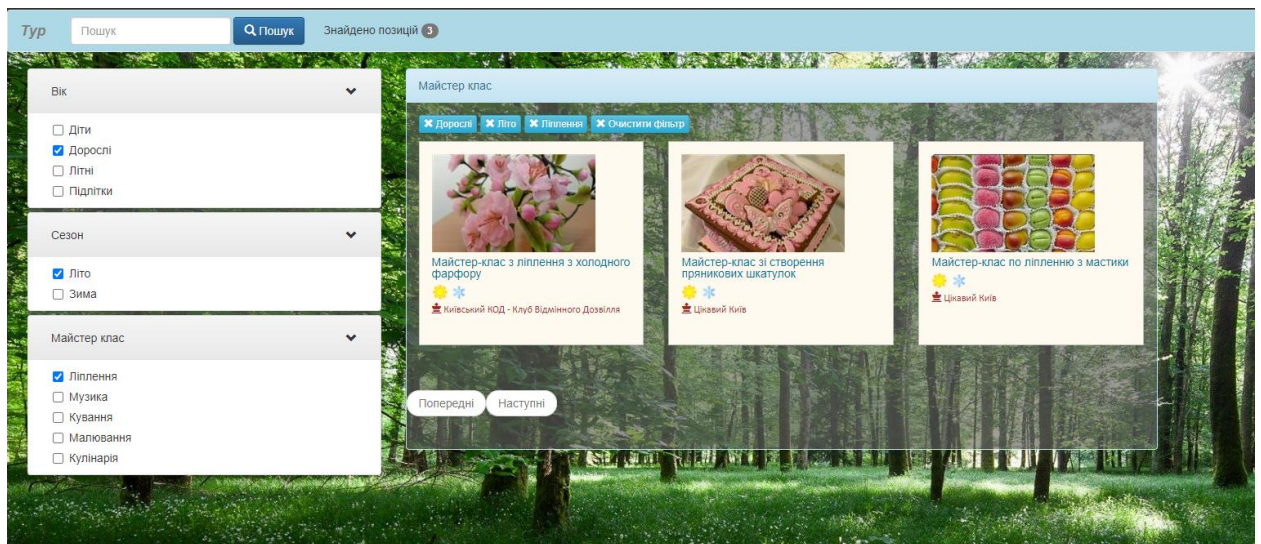 Тур
Пошук
Пошук
Знайдено позицій 3
Вік
Діти
Дорослі
Літні
Підлітки
Сезон
Літо
Зима
Майстер клас
Ліплення
Музика
Кування
Малювання
Кулінарія
Майстер клас
Дорослі
Літо
Ліплення
Очистити фільтр
Майстер-клас з ліплення з холодного
фарфору
Київський КОД - Клуб Відмінного Дозвілля
Майстер-клас зі створення
пряникових шкатулок
Цікавий Київ
Майстер-клас по ліпленню з мастики
Цікавий Київ
Попередні
Наступні